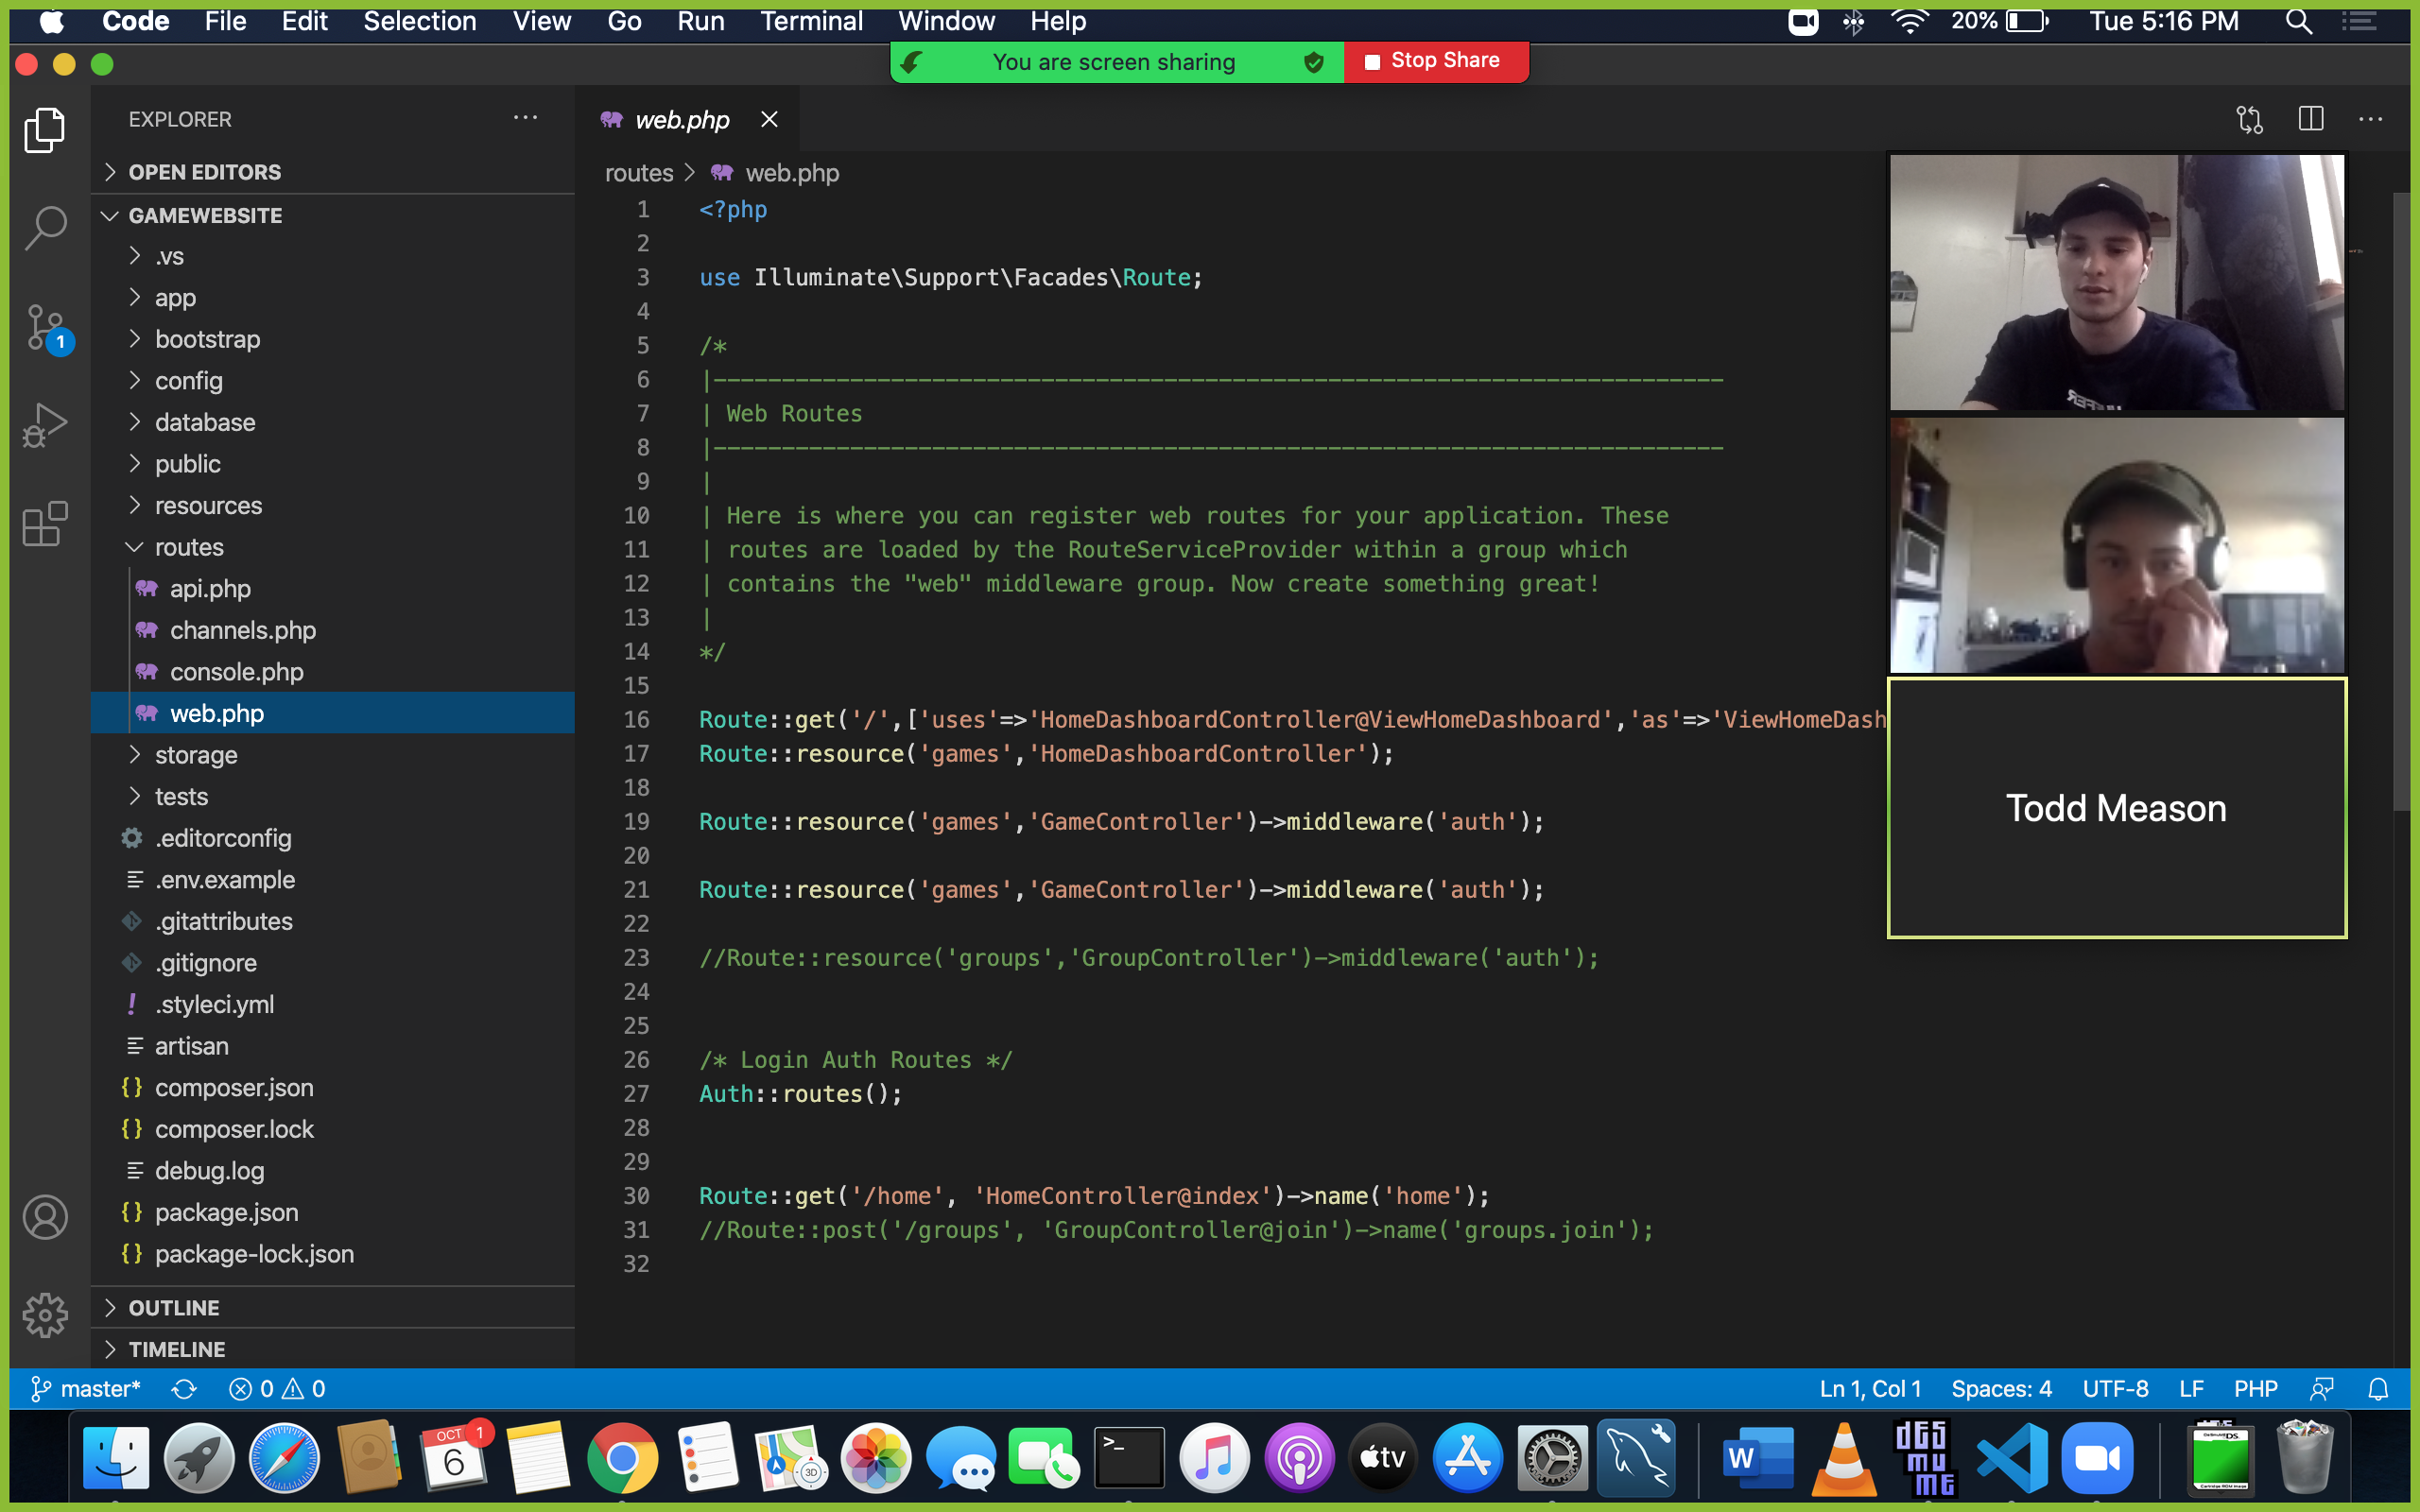 Code File Edit Selection View Go Run Terminal Window Help 20% Tue 5:16 PM
You are screen sharing Stop Share
EXPLORER
OPEN EDITORS
GAMEWEBSITE
.vs
app
bootstrap
config
database
public
resources
routes
api.php
channels.php
console.php
web.php
storage
tests
.editorconfig
.env.example
.gitattributes
.gitignore
.styleci.yml
artisan
composer.json
composer.lock
debug.log
package.json
package-lock.json
OUTLINE
TIMELINE
1
web.php
routes > web.php
1 <?php
2
3 use Illuminate\Support\Facades\Route;
4
5 /*
6 |--------------------------------------------------------------------------
7 | Web Routes
8 |--------------------------------------------------------------------------
9 |
10 | Here is where you can register web routes for your application. These
11 | routes are loaded by the RouteServiceProvider within a group which
12 | contains the "web" middleware group. Now create something great!
13 |
14 */
15
16 Route::get('/',['uses'=>'HomeDashboardController@ViewHomeDashboard','as'=>'ViewHomeDash
17 Route::resource('games','HomeDashboardController');
18
19 Route::resource('games','GameController')->middleware('auth');
20
21 Route::resource('games','GameController')->middleware('auth');
22
23 //Route::resource('groups','GroupController')->middleware('auth');
24
25
26 /* Login Auth Routes */
27 Auth::routes();
28
29
30 Route::get('/home', 'HomeController@index')->name('home');
31 //Route::post('/groups', 'GroupController@join')->name('groups.join');
32
Todd Meason
master* 0 0 Ln 1, Col 1 Spaces: 4 UTF-8 LF PHP
OCT 6 1
3D
>_
tv
W
DeSmuME